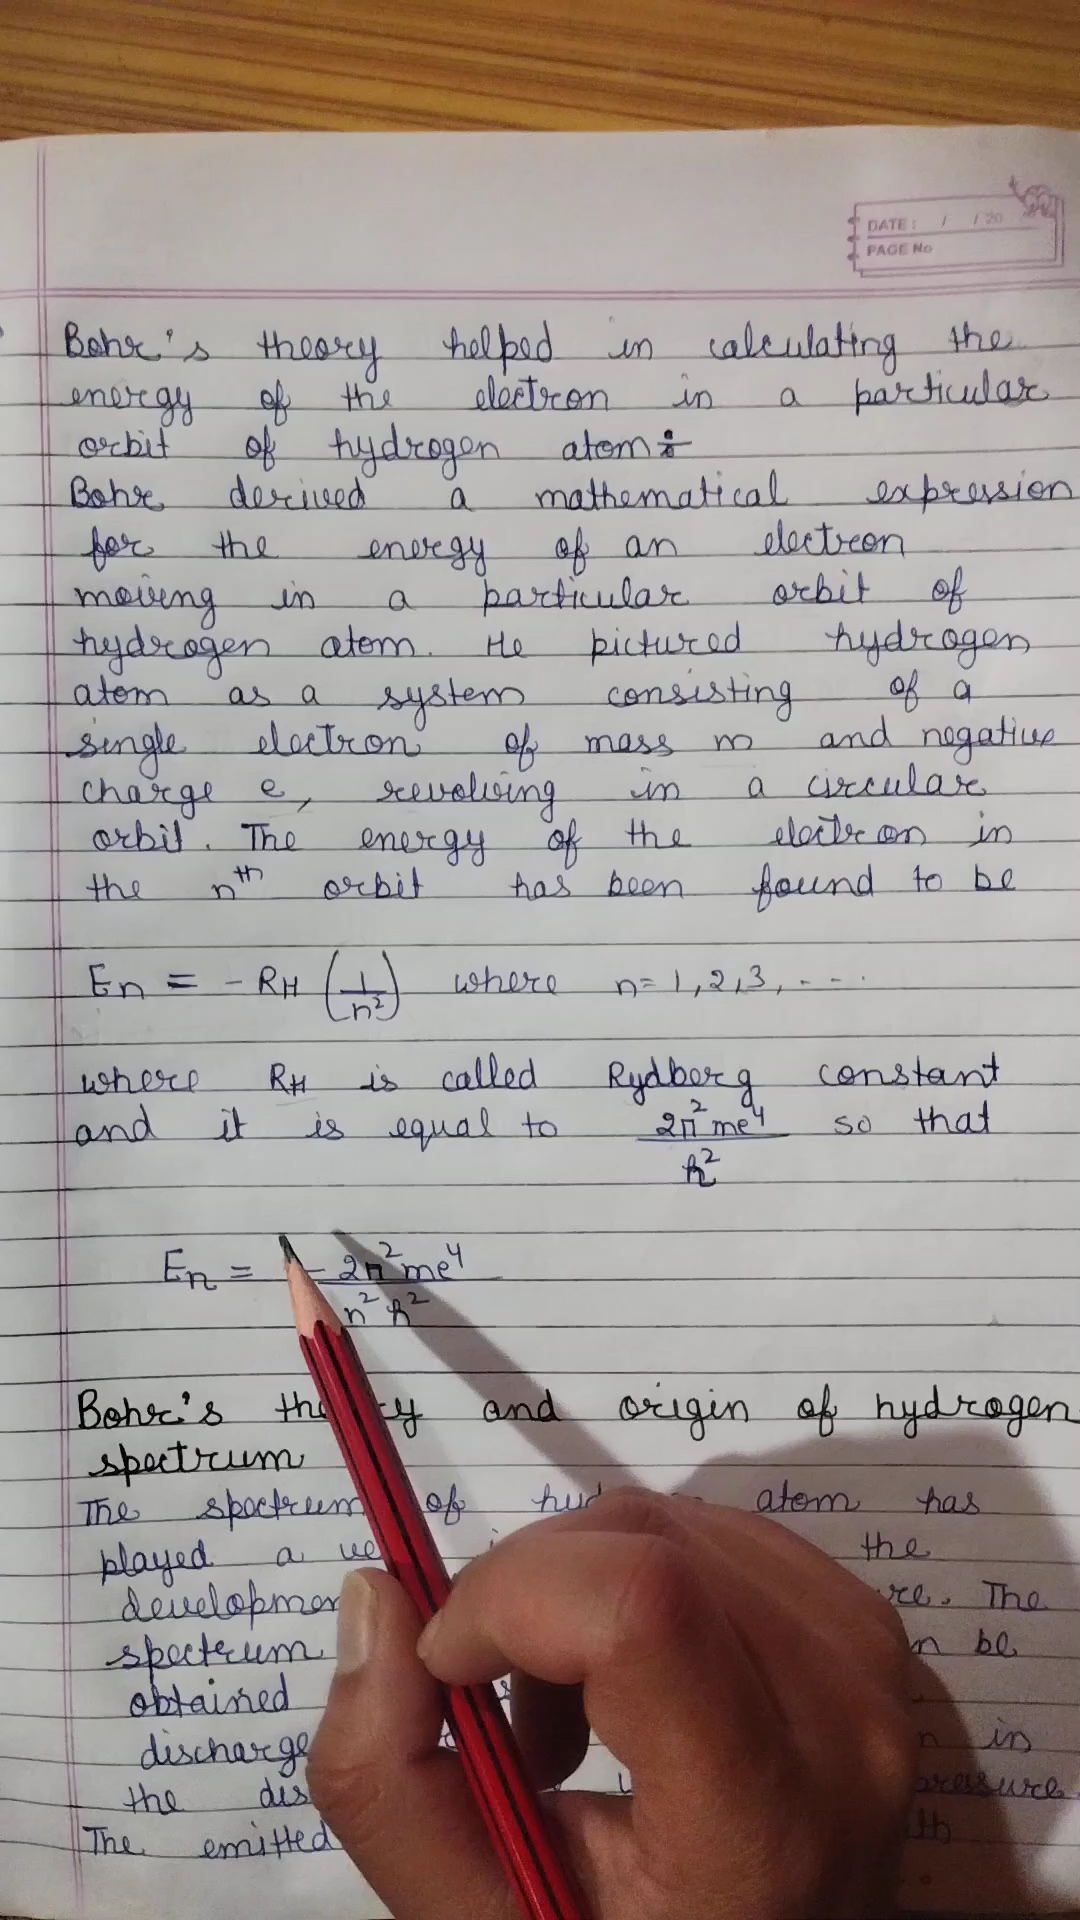 DATE: / / 20
PAGE No
Bohr's theory helped in calculating the
energy of the electron in a particular
orbit of hydrogen atom :-
Bohr derived a mathematical expression
for the energy of an electron
moving in a particular orbit of
hydrogen atom. He pictured hydrogen
atom as a system consisting of a
single electron of mass m and negative
charge e, revolving in a circular
orbit. The energy of the electron in
the nth orbit has been found to be
En = - RH (1/n²) where n = 1, 2, 3, ----
where RH is called Rydberg constant
and it is equal to 2π²me⁴/h² so that
En = - 2π²me⁴/n²h²
Bohr's and origin of hydrogen
spectrum
The spectrum of atom has
played a the
The
spectrum be
obtained
discharge in
the pressure
The emitted